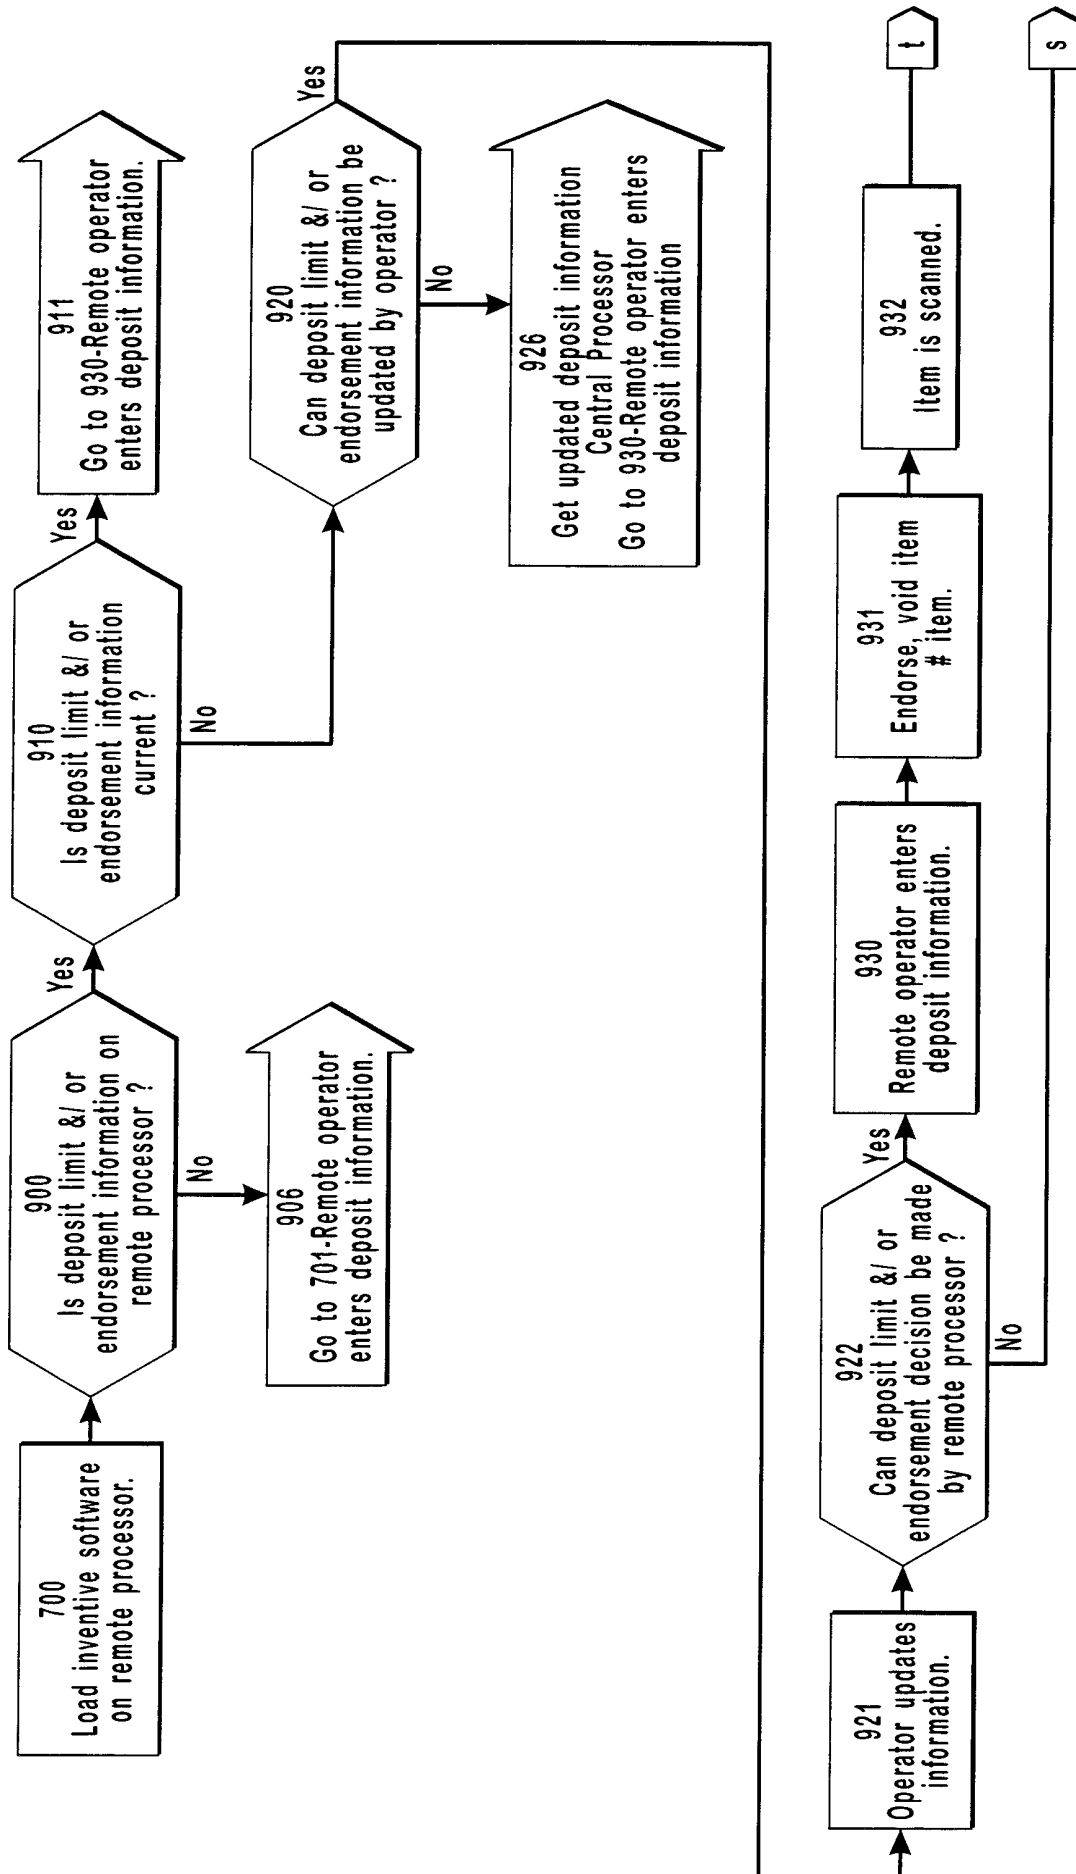 700
Load inventive software
on remote processor.
900
Is deposit limit &/ or
endorsement information on
remote processor ?
Yes
No
906
Go to 701-Remote operator
enters deposit information.
910
Is deposit limit &/ or
endorsement information
current ?
Yes
No
911
Go to 930-Remote operator
enters deposit information.
920
Can deposit limit &/ or
endorsement information be
updated by operator ?
Yes
No
926
Get updated deposit information
Central Processor
Go to 930-Remote operator enters
deposit information
921
Operator updates
information.
922
Can deposit limit &/ or
endorsement decision be made
by remote processor ?
Yes
No
930
Remote operator enters
deposit information.
931
Endorse, void item
# item.
932
Item is scanned.
t
s